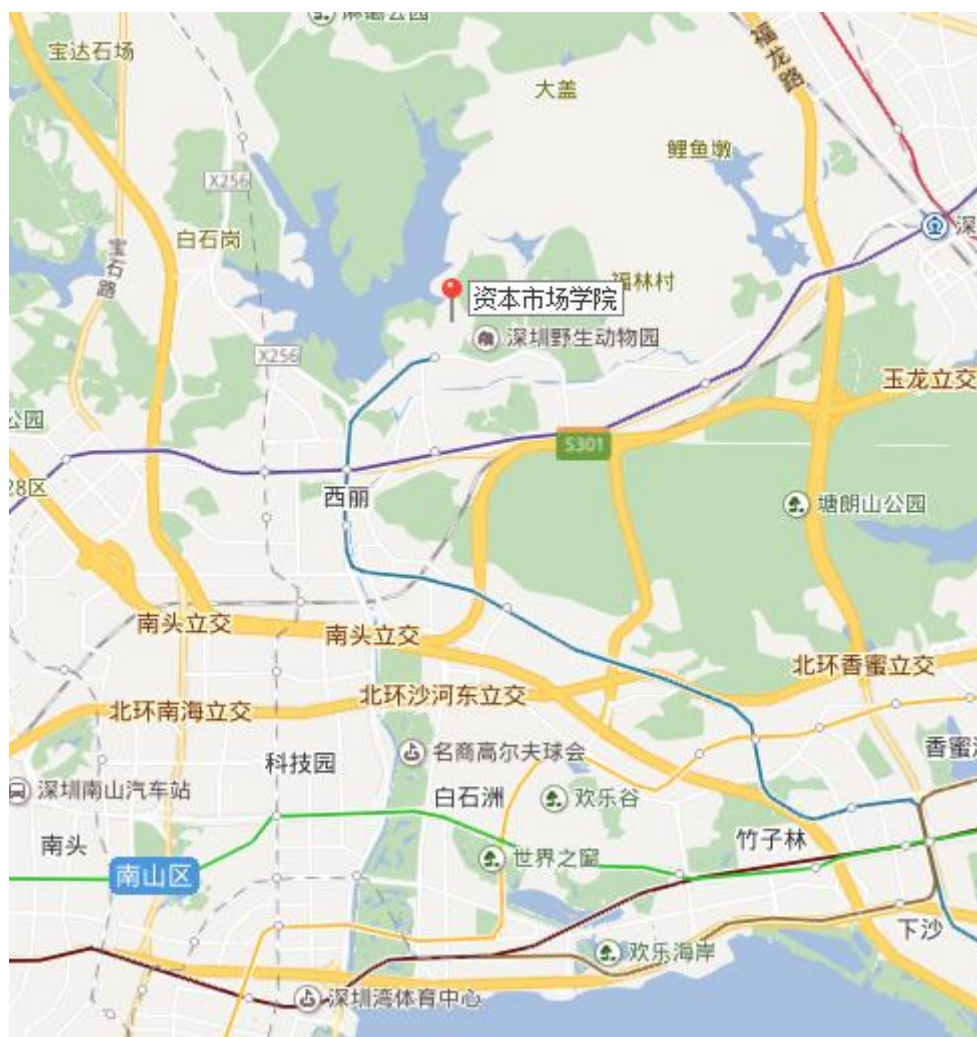 宝达石场
福龙路
大盖
鲤鱼墩
X256
白石岗
宝石路
深
福林村
资本市场学院
深圳野生动物园
X256
玉龙立交
公园
S301
28区
西丽
塘朗山公园
南头立交
南头立交
北环香蜜立交
北环沙河东立交
北环南海立交
名商高尔夫球会
香蜜
科技园
深圳南山汽车站
白石洲
欢乐谷
竹子林
南头
世界之窗
南山区
下沙
欢乐海岸
深圳湾体育中心